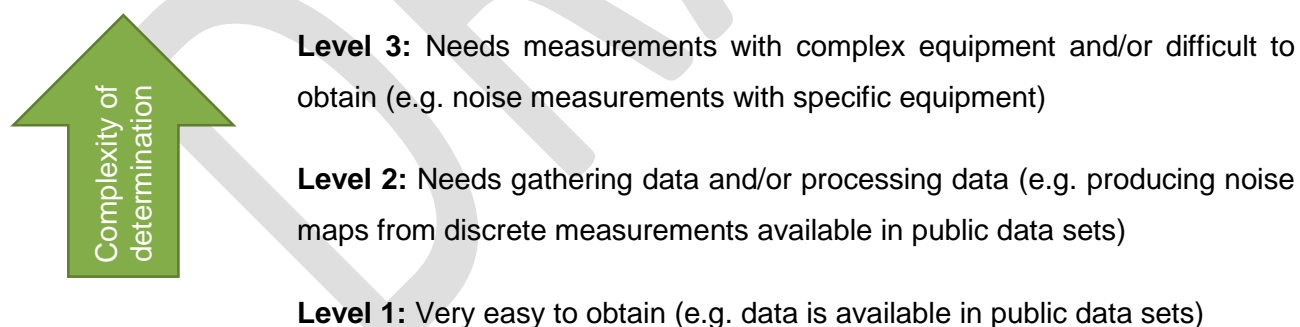 Complexity of
determination
Level 3: Needs measurements with complex equipment and/or difficult to
obtain (e.g. noise measurements with specific equipment)
Level 2: Needs gathering data and/or processing data (e.g. producing noise
maps from discrete measurements available in public data sets)
Level 1: Very easy to obtain (e.g. data is available in public data sets)